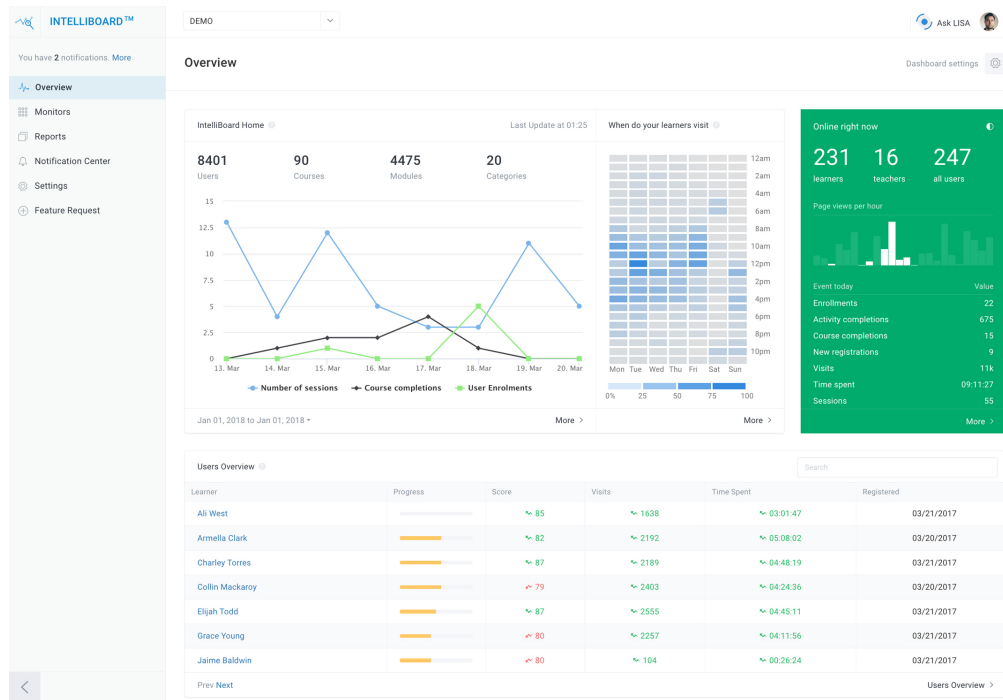 INTELLIBOARD™
DEMO
Ask LISA
You have 2 notifications. More
Overview
Monitors
Reports
Notification Center
Settings
Feature Request
Overview
Dashboard settings
IntelliBoard Home
Last Update at 01:25
8401 90 4475 20
Users Courses Modules Categories
15
12.5
10
7.5
5
2.5
0
13. Mar 14. Mar 15. Mar 16. Mar 17. Mar 18. Mar 19. Mar 20. Mar
Number of sessions Course completions User Enrolments
Jan 01, 2018 to Jan 01, 2018
More
When do your learners visit
12am
2am
4am
6am
8am
10am
12pm
2pm
4pm
6pm
8pm
10pm
Mon Tue Wed Thu Fri Sat Sun
0% 25 50 75 100
More
Online right now
231 16 247
learners teachers all users
Page views per hour
Event today Value
Enrollments 22
Activity completions 675
Course completions 15
New registrations 9
Visits 11k
Time spent 09:11:27
Sessions 55
More
Users Overview
Search
Learner Progress Score Visits Time Spent Registered
Ali West 85 1638 03:01:47 03/21/2017
Armella Clark 82 2192 05:08:02 03/20/2017
Charley Torres 87 2189 04:48:19 03/21/2017
Collin Mackaroy 79 2403 04:24:36 03/20/2017
Elijah Todd 87 2555 04:45:11 03/21/2017
Grace Young 80 2257 04:11:56 03/21/2017
Jaime Baldwin 80 104 00:26:24 03/21/2017
Prev Next
Users Overview